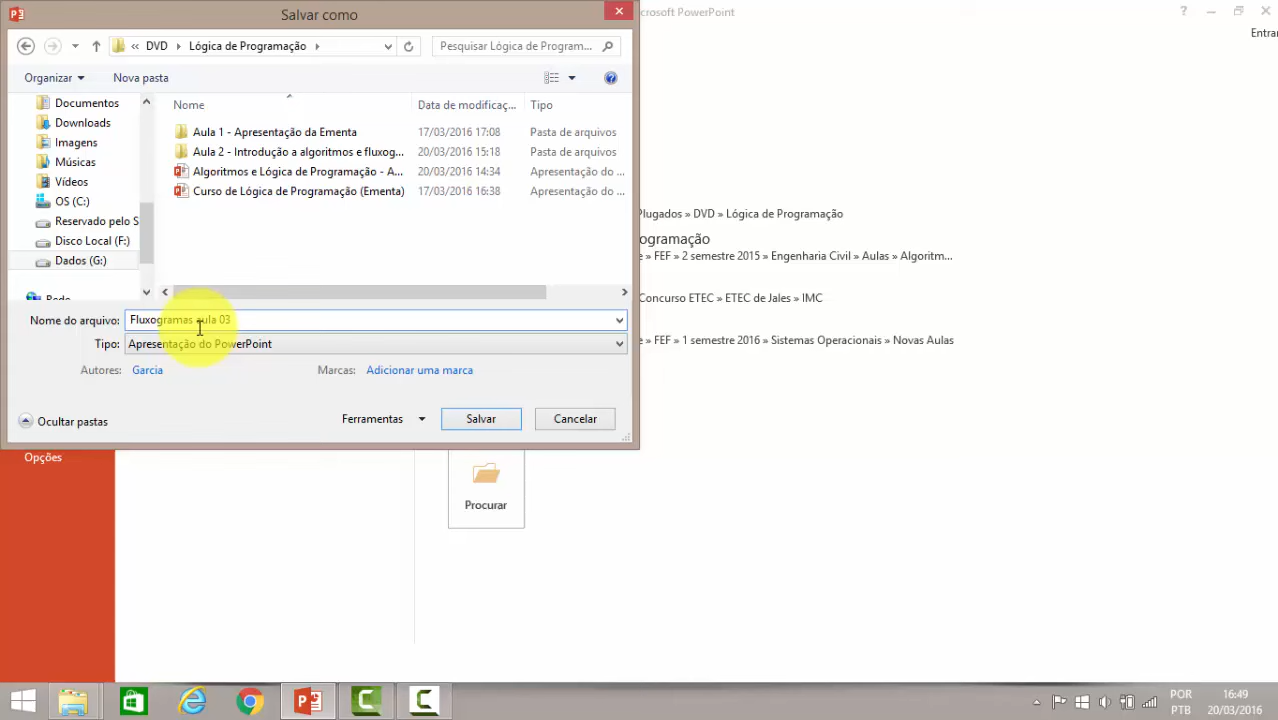 Salvar como
crosoft PowerPoint
Entrar
DVD
Lógica de Programação
Pesquisar Lógica de Program...
Organizar
Nova pasta
Documentos
Downloads
Imagens
Músicas
Vídeos
OS (C:)
Reservado pelo S
Disco Local (F:)
Dados (G:)
Rede
Nome
Data de modificaç...
Tipo
Aula 1 - Apresentação da Ementa
17/03/2016 17:08
Pasta de arquivos
Aula 2 - Introdução a algoritmos e fluxog...
20/03/2016 15:18
Pasta de arquivos
Algoritmos e Lógica de Programação - A...
20/03/2016 14:34
Apresentação do ...
Curso de Lógica de Programação (Ementa)
17/03/2016 16:38
Apresentação do ...
Nome do arquivo:
Fluxogramas aula 03
Tipo:
Apresentação do PowerPoint
Autores:
Garcia
Marcas:
Adicionar uma marca
Ocultar pastas
Ferramentas
Salvar
Cancelar
Plugados » DVD » Lógica de Programação
ogramação
e » FEF » 2 semestre 2015 » Engenharia Civil » Aulas » Algoritm...
Concurso ETEC » ETEC de Jales » IMC
e » FEF » 1 semestre 2016 » Sistemas Operacionais » Novas Aulas
Opções
Procurar
POR
PTB
16:49
20/03/2016